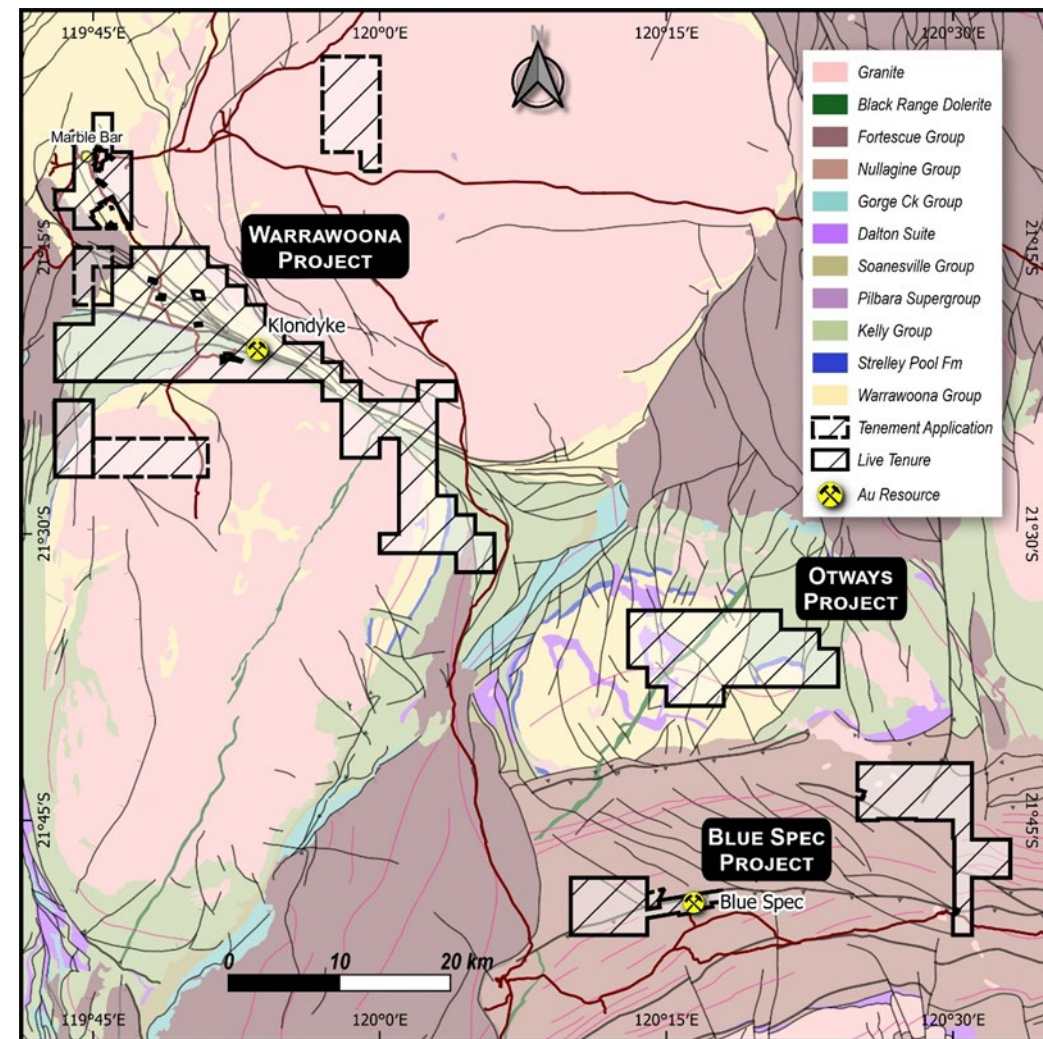 119°45'E
120°0'E
120°15'E
120°30'E
N
Granite
Black Range Dolerite
Fortescue Group
Nullagine Group
Gorge Ck Group
Dalton Suite
Soanesville Group
Pilbara Supergroup
Kelly Group
Strelley Pool Fm
Warrawoona Group
Tenement Application
Live Tenure
Au Resource
Marble Bar
WARRAWOONA
PROJECT
21°15'S
21°15'S
Klondyke
21°30'S
21°30'S
OTWAYS
PROJECT
21°45'S
21°45'S
BLUE SPEC
PROJECT
Blue Spec
0 10 20 km
119°45'E
120°0'E
120°15'E
120°30'E